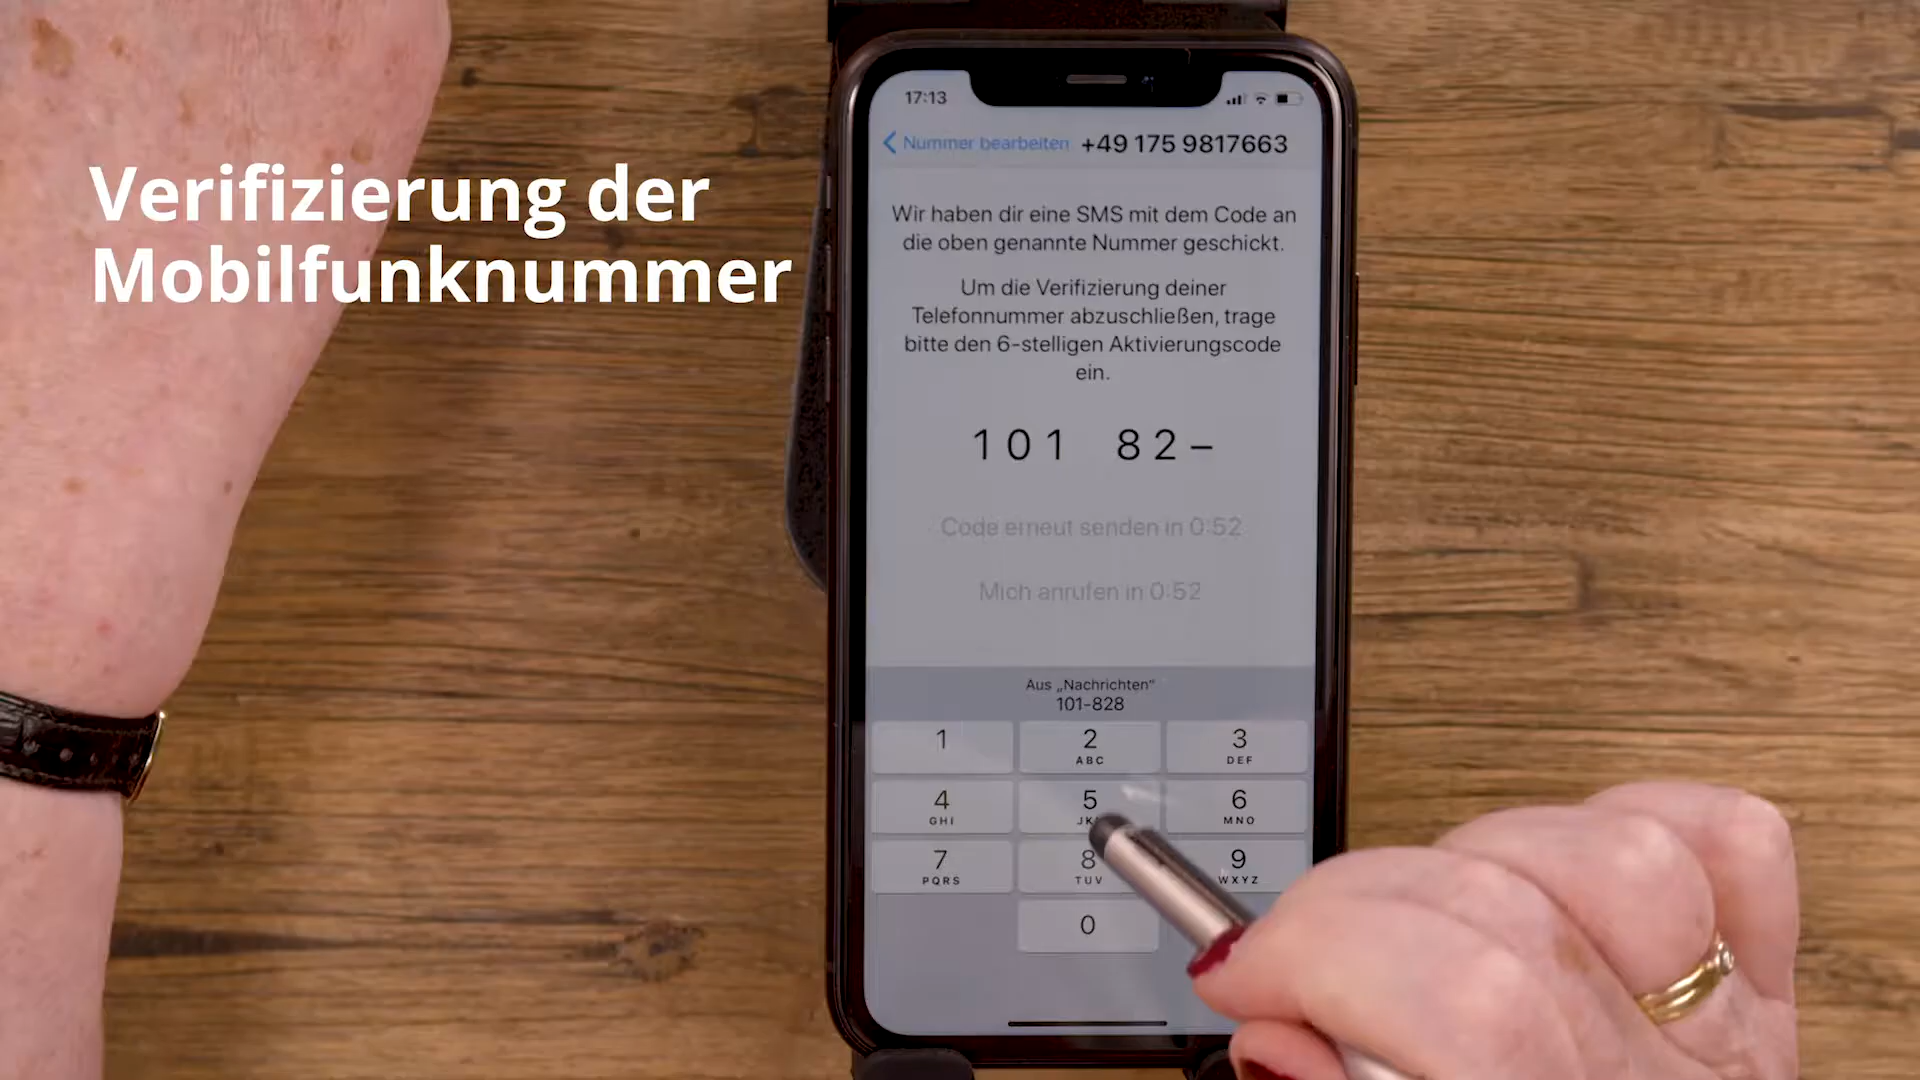 Verifizierung der
Mobilfunknummer
17:13
Nummer bearbeiten +49 175 9817663
Wir haben dir eine SMS mit dem Code an
die oben genannte Nummer geschickt.
Um die Verifizierung deiner
Telefonnummer abzuschließen, trage
bitte den 6-stelligen Aktivierungscode
ein.
101 82–
Code erneut senden in 0:52
Mich anrufen in 0:52
Aus „Nachrichten“
101-828
1 2 3
ABC DEF
4 5 6
GHI JK MNO
7 8 9
PQRS TUV WXYZ
0